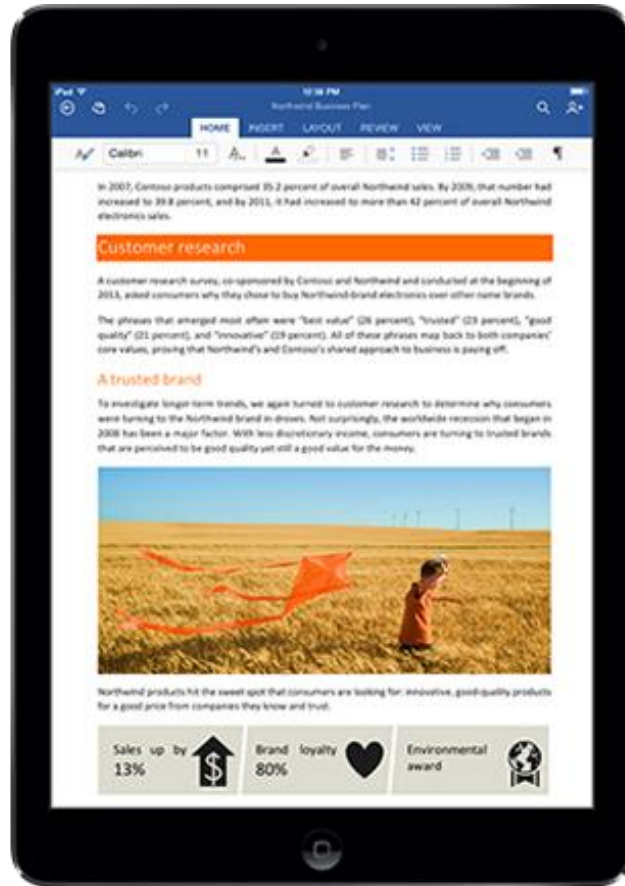 iPad
12:38 PM
Northwind Business Plan
HOME INSERT LAYOUT REVIEW VIEW
Calibri 11 A A
In 2007, Contoso products comprised 35.2 percent of overall Northwind sales. By 2009, that number had
increased to 39.8 percent, and by 2011, it had increased to more than 42 percent of overall Northwind
electronics sales.
Customer research
A customer research survey, co-sponsored by Contoso and Northwind and conducted at the beginning of
2013, asked consumers why they chose to buy Northwind-brand electronics over other name brands.
The phrases that emerged most often were "best value" (26 percent), "trusted" (23 percent), "good
quality" (21 percent), and "innovative" (19 percent). All of these phrases map back to both companies'
core values, proving that Northwind's and Contoso's shared approach to business is paying off.
A trusted brand
To investigate longer-term trends, we again turned to customer research to determine why consumers
were turning to the Northwind brand in droves. Not surprisingly, the worldwide recession that began in
2008 has been a major factor. With less discretionary income, consumers are turning to trusted brands
that are perceived to be good quality yet still a good value for the money.
Northwind products hit the sweet spot that consumers are looking for: innovative, good-quality products
for a good price from companies they know and trust.
Sales up by
13%
$
Brand loyalty
80%
Environmental
award